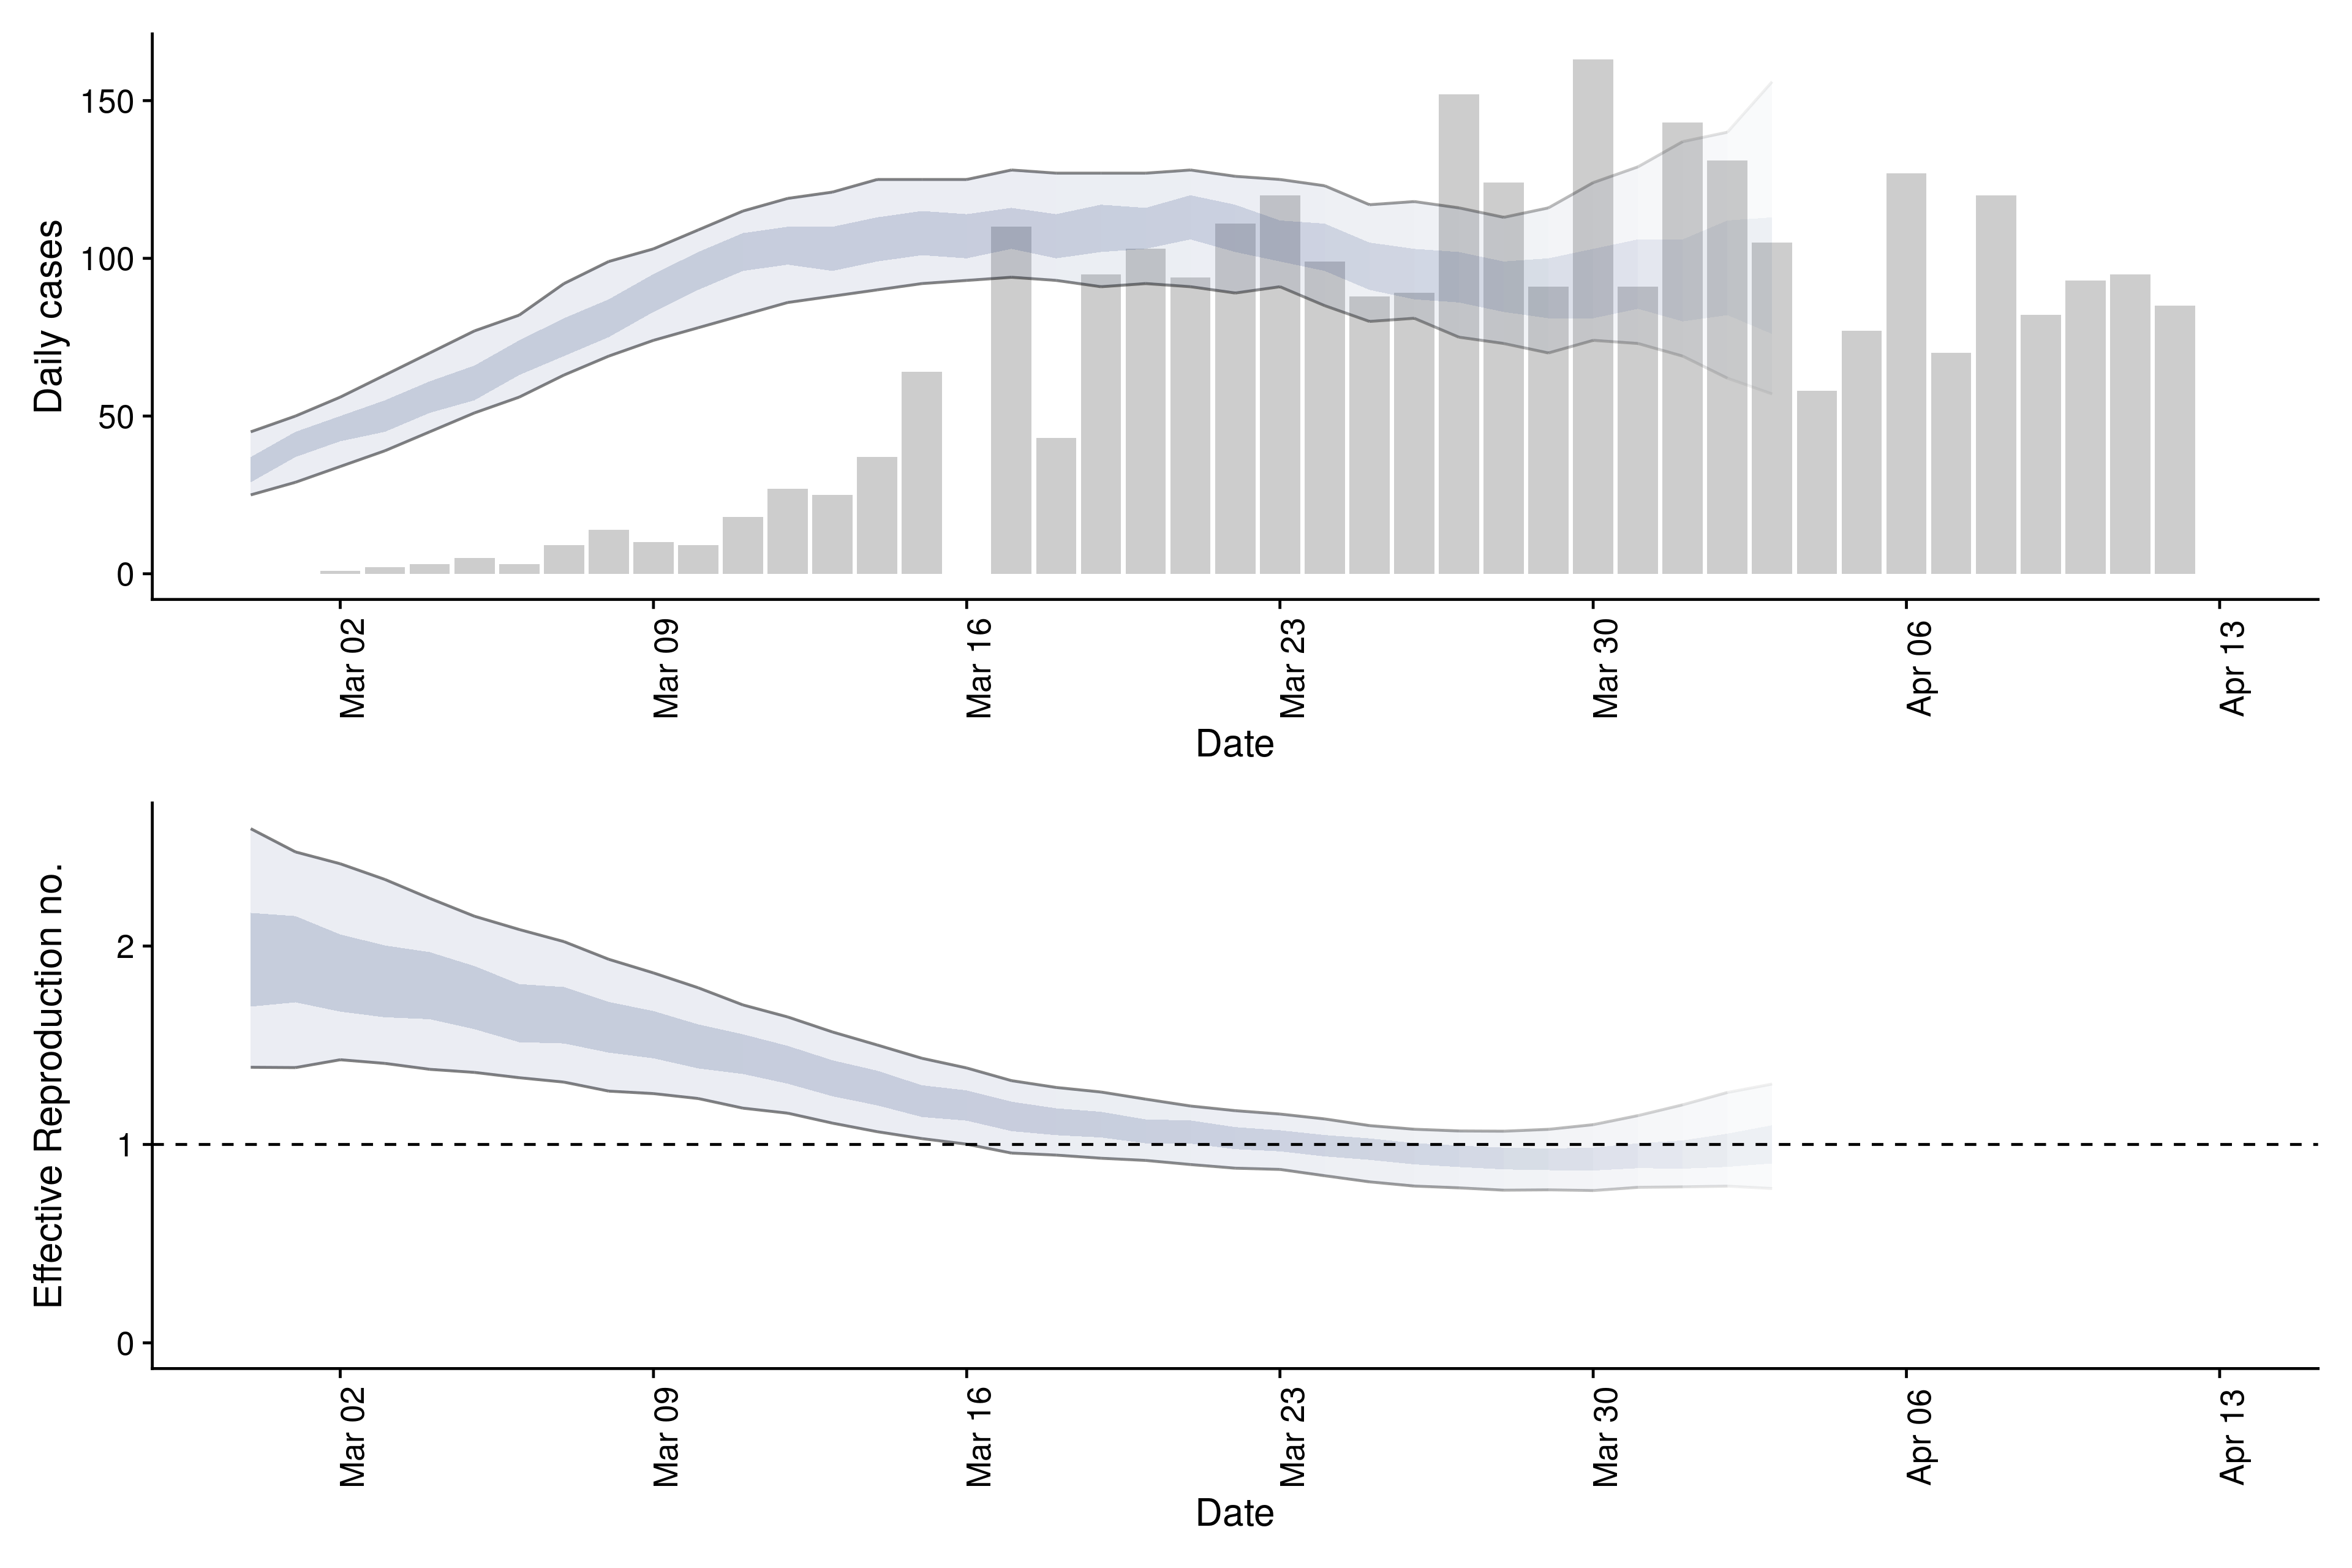 Daily cases
150
100
50
0
Mar 02
Mar 09
Mar 16
Mar 23
Mar 30
Apr 06
Apr 13
Date
Effective Reproduction no.
2
1
0
Mar 02
Mar 09
Mar 16
Mar 23
Mar 30
Apr 06
Apr 13
Date